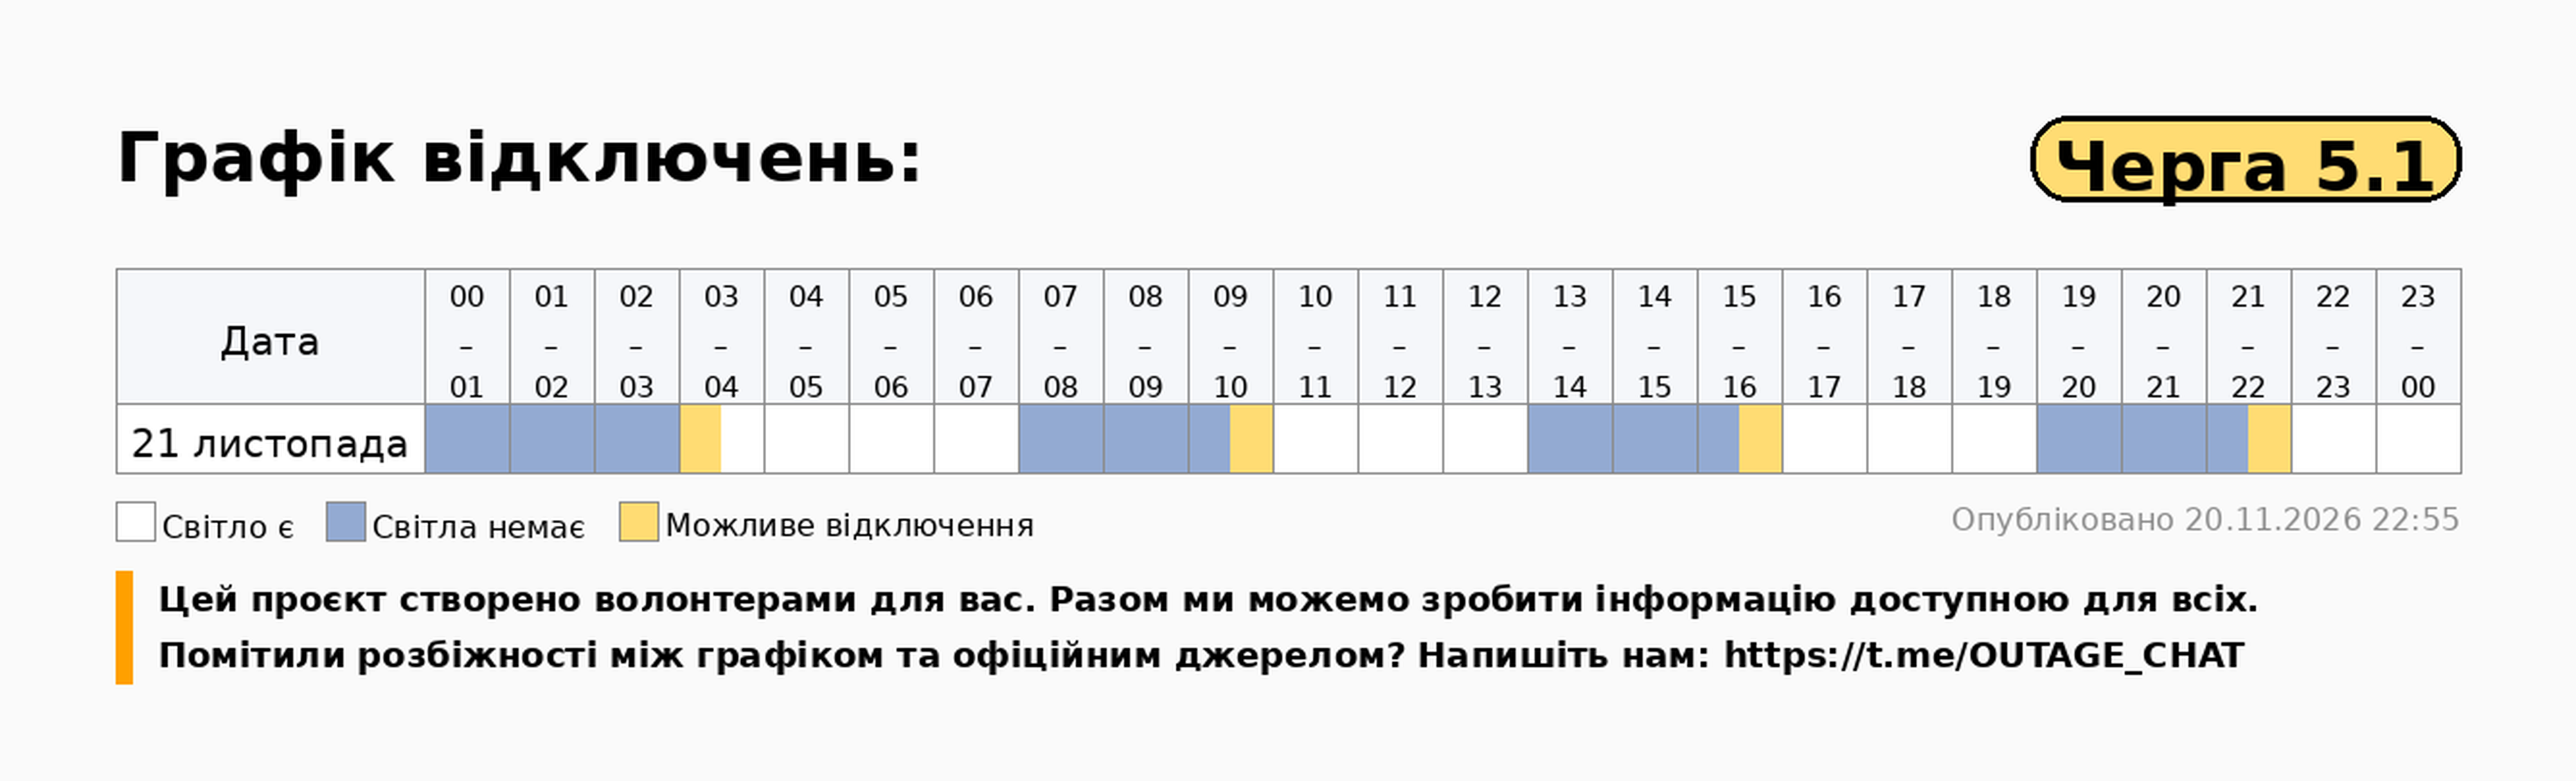 Графік відключень:
Черга 5.1
Дата
00 – 01
01 – 02
02 – 03
03 – 04
04 – 05
05 – 06
06 – 07
07 – 08
08 – 09
09 – 10
10 – 11
11 – 12
12 – 13
13 – 14
14 – 15
15 – 16
16 – 17
17 – 18
18 – 19
19 – 20
20 – 21
21 – 22
22 – 23
23 – 00
21 листопада
Світло є
Світла немає
Можливе відключення
Опубліковано 20.11.2026 22:55
Цей проєкт створено волонтерами для вас. Разом ми можемо зробити інформацію доступною для всіх.
Помітили розбіжності між графіком та офіційним джерелом? Напишіть нам: https://t.me/OUTAGE_CHAT